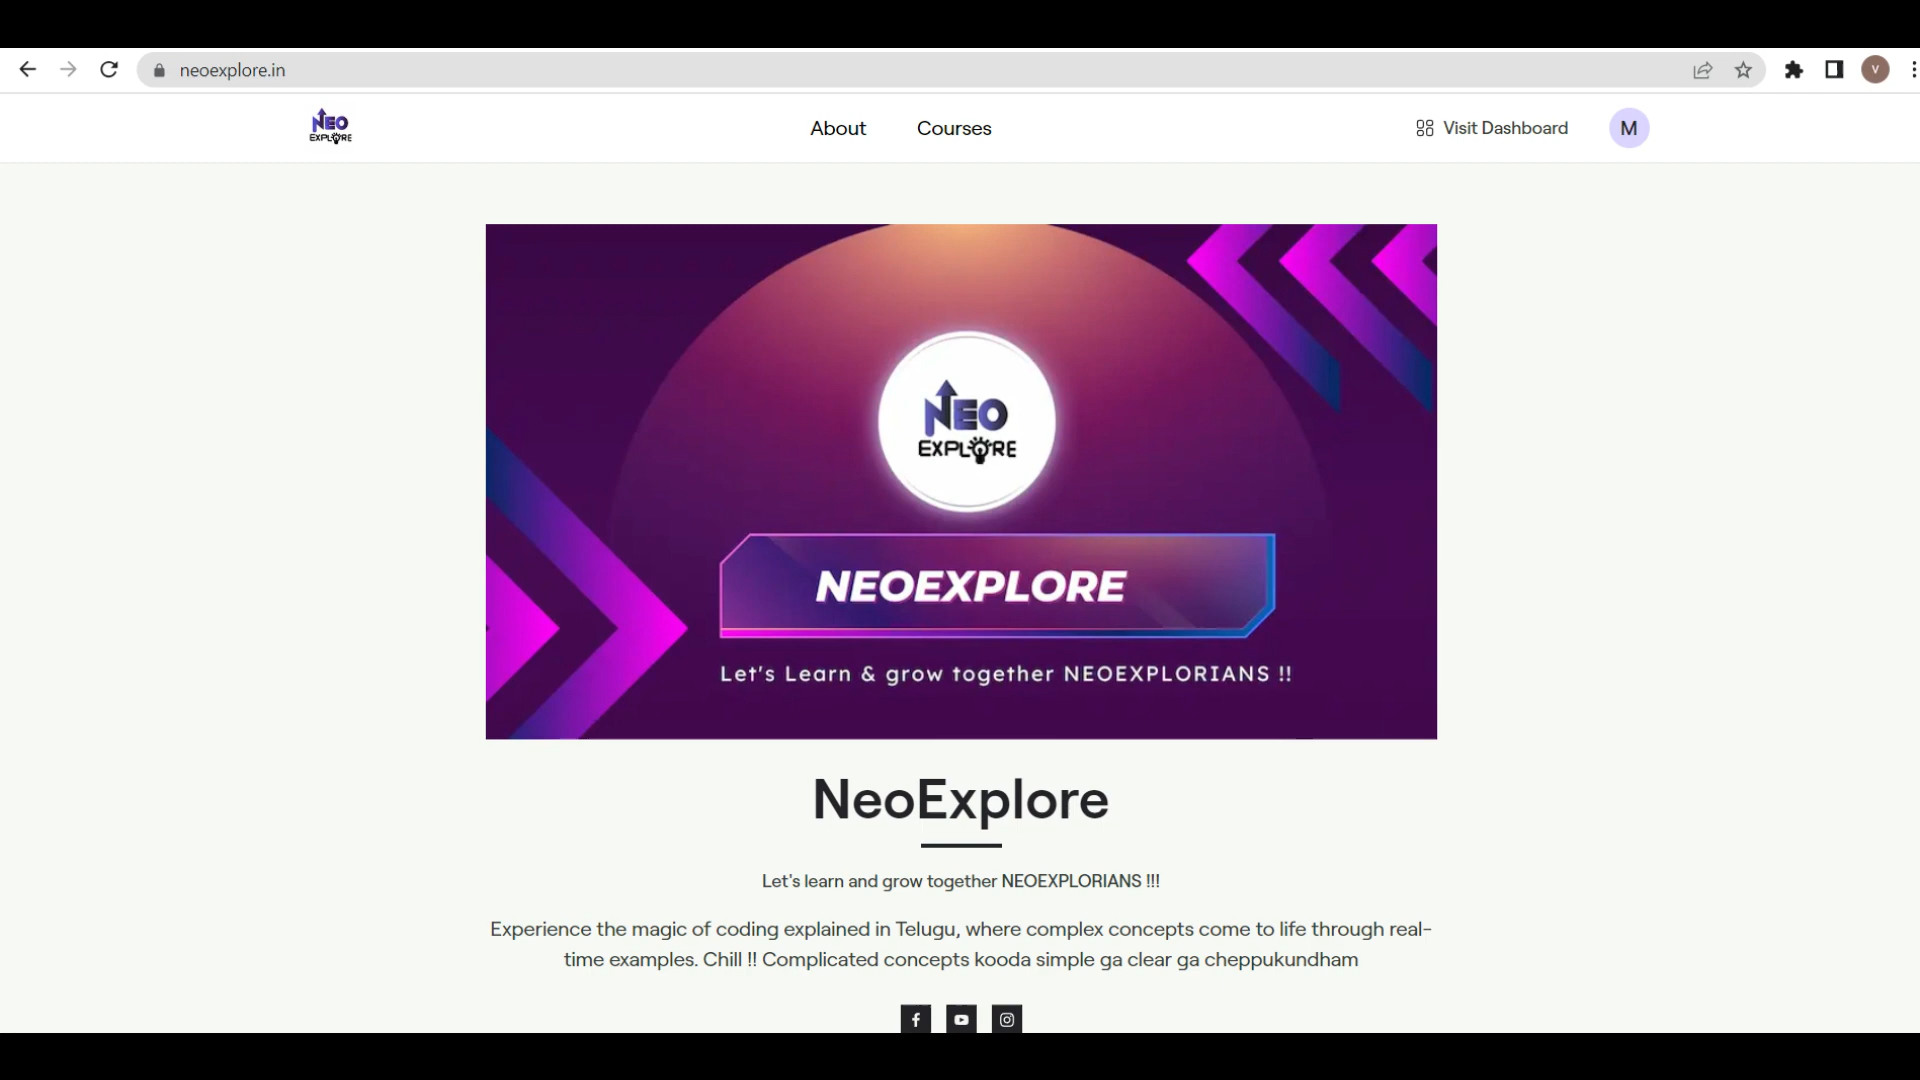 neoexplore.in
V
NEO
EXPLORE
About
Courses
Visit Dashboard
M
NEO
EXPLORE
NEOEXPLORE
Let's Learn & grow together NEOEXPLORIANS !!
NeoExplore
Let's learn and grow together NEOEXPLORIANS !!!
Experience the magic of coding explained in Telugu, where complex concepts come to life through real-
time examples. Chill !! Complicated concepts kooda simple ga clear ga cheppukundham